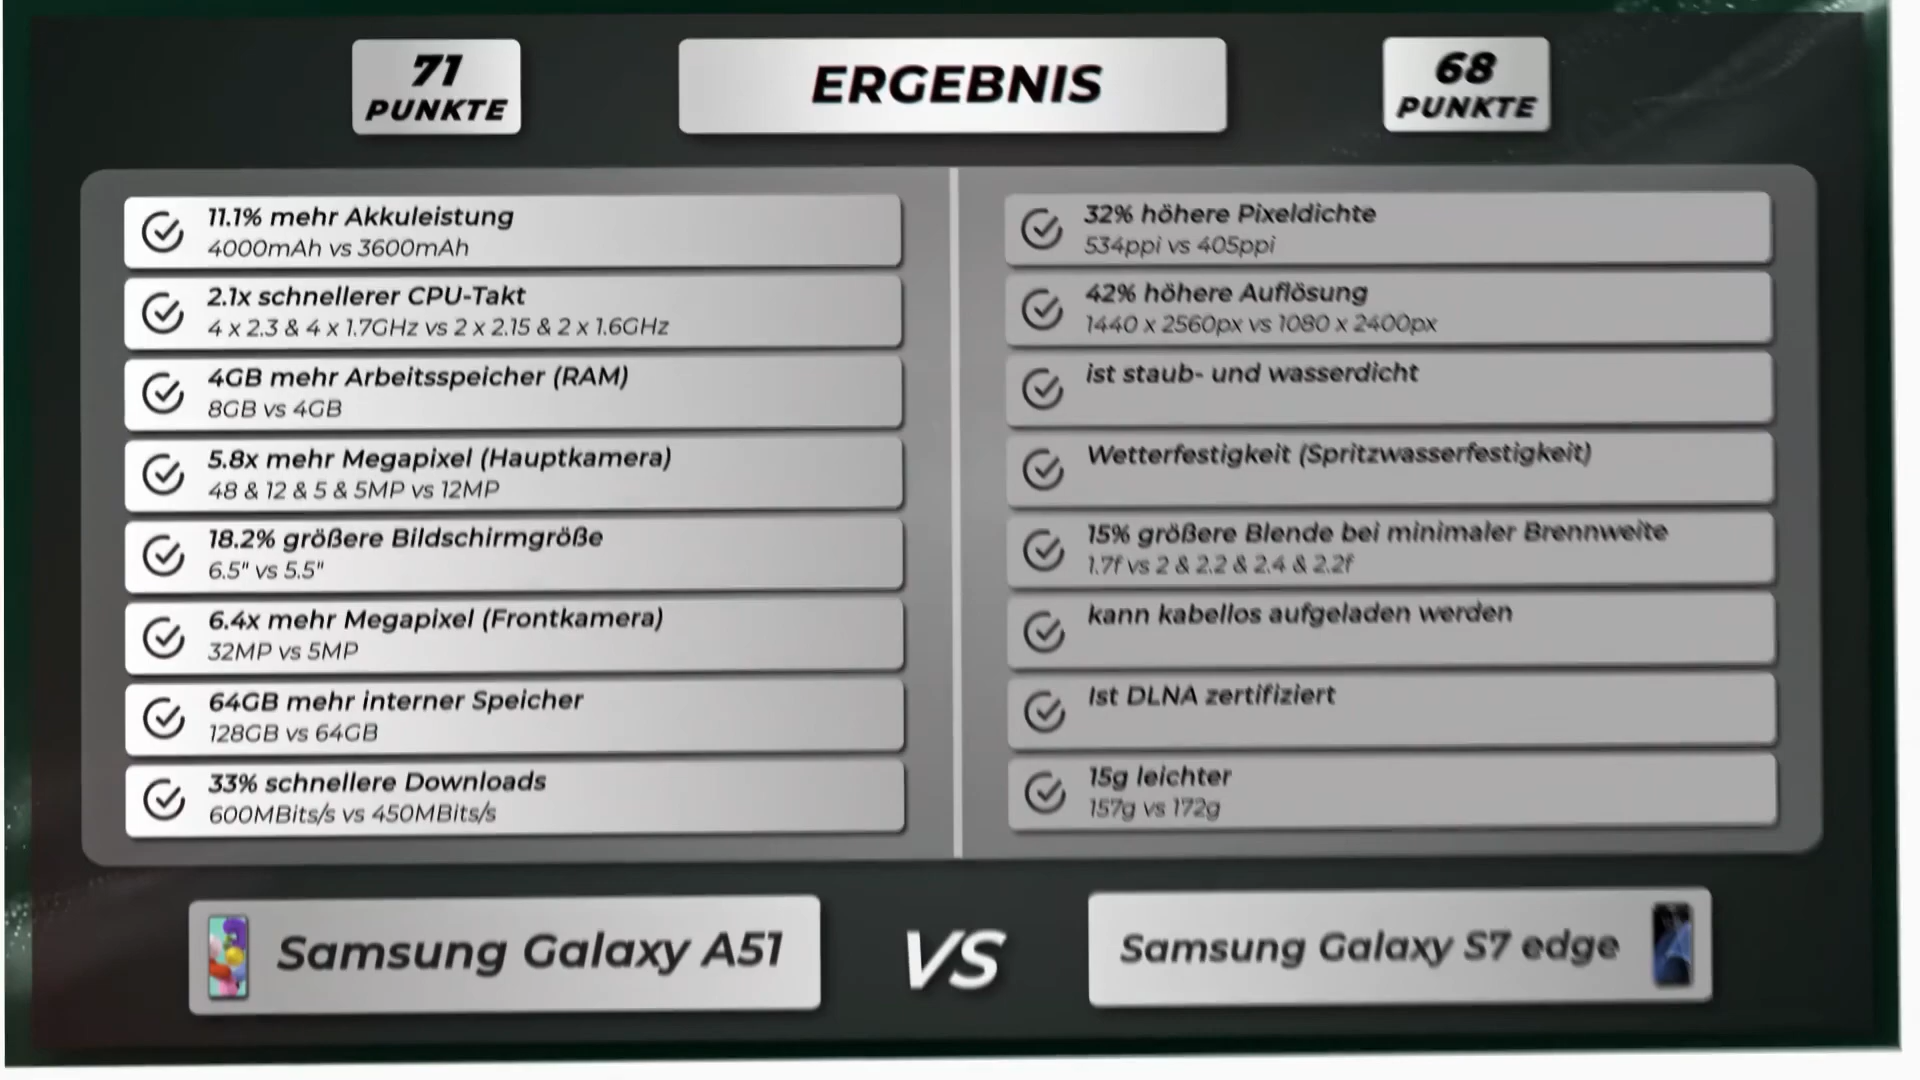 71
PUNKTE
ERGEBNIS
68
PUNKTE
11.1% mehr Akkuleistung
4000mAh vs 3600mAh
2.1x schnellerer CPU-Takt
4 x 2.3 & 4 x 1.7GHz vs 2 x 2.15 & 2 x 1.6GHz
4GB mehr Arbeitsspeicher (RAM)
8GB vs 4GB
5.8x mehr Megapixel (Hauptkamera)
48 & 12 & 5 & 5MP vs 12MP
18.2% größere Bildschirmgröße
6.5" vs 5.5"
6.4x mehr Megapixel (Frontkamera)
32MP vs 5MP
64GB mehr interner Speicher
128GB vs 64GB
33% schnellere Downloads
600MBits/s vs 450MBits/s
32% höhere Pixeldichte
534ppi vs 405ppi
42% höhere Auflösung
1440 x 2560px vs 1080 x 2400px
ist staub- und wasserdicht
Wetterfestigkeit (Spritzwasserfestigkeit)
15% größere Blende bei minimaler Brennweite
1.7f vs 2 & 2.2 & 2.4 & 2.2f
kann kabellos aufgeladen werden
Ist DLNA zertifiziert
15g leichter
157g vs 172g
Samsung Galaxy A51
VS
Samsung Galaxy S7 edge